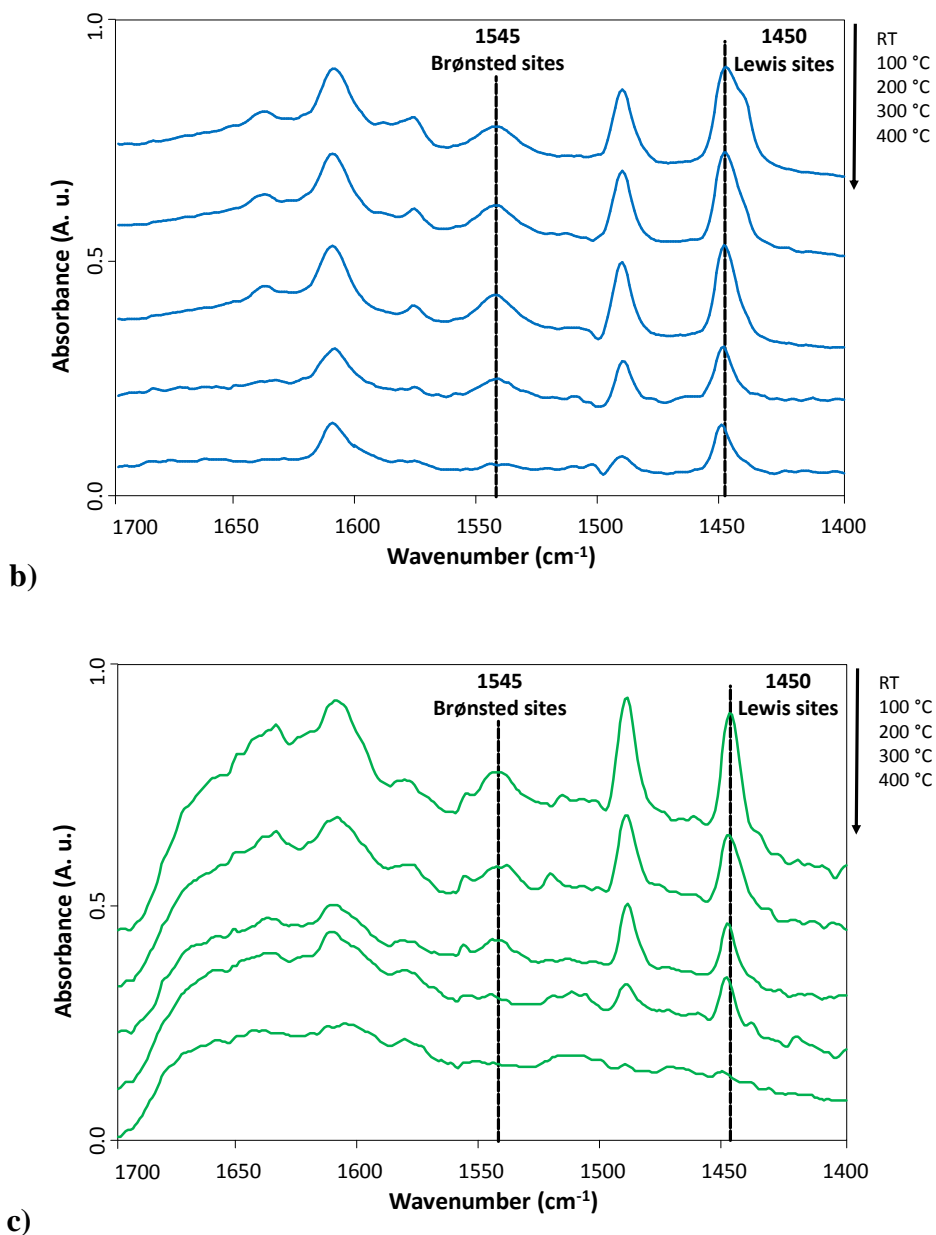 1.0
1545
Brønsted sites
1450
Lewis sites
RT
100 °C
200 °C
300 °C
400 °C
Absorbance (A. u.)
0.5
0.0
1700 1650 1600 1550 1500 1450 1400
Wavenumber (cm-1)
b)
1.0
1545
Brønsted sites
1450
Lewis sites
RT
100 °C
200 °C
300 °C
400 °C
Absorbance (A. u.)
0.5
0.0
1700 1650 1600 1550 1500 1450 1400
Wavenumber (cm-1)
c)